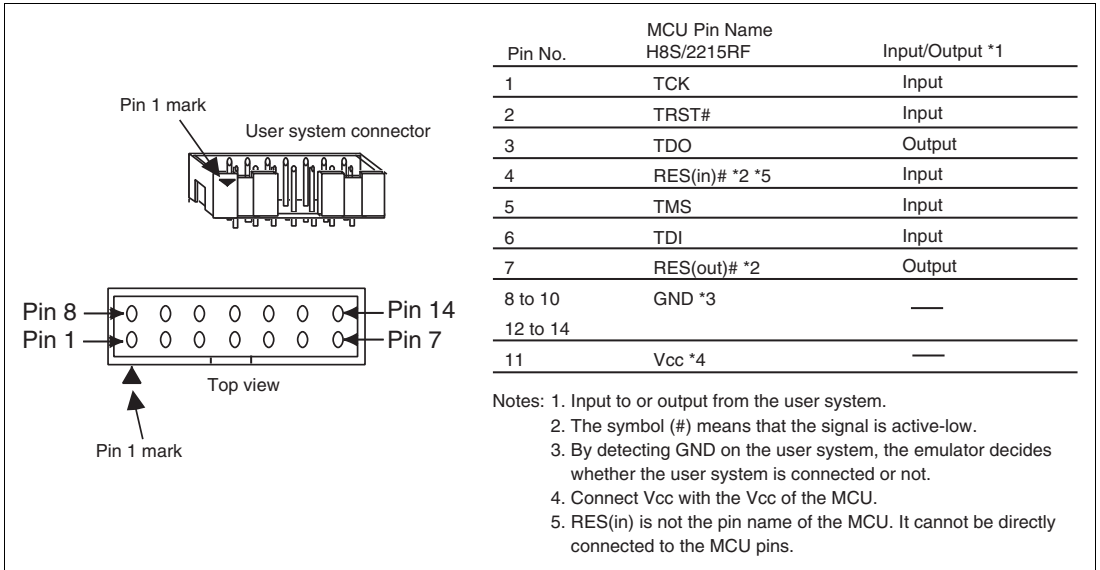 Pin 1 mark
User system connector
Pin 8
Pin 14
Pin 1
Pin 7
Top view
Pin 1 mark
Pin No. MCU Pin Name H8S/2215RF Input/Output *1
1 TCK Input
2 TRST# Input
3 TDO Output
4 RES(in)# *2 *5 Input
5 TMS Input
6 TDI Input
7 RES(out)# *2 Output
8 to 10 GND *3 —
12 to 14
11 Vcc *4 —
Notes: 1. Input to or output from the user system.
2. The symbol (#) means that the signal is active-low.
3. By detecting GND on the user system, the emulator decides
whether the user system is connected or not.
4. Connect Vcc with the Vcc of the MCU.
5. RES(in) is not the pin name of the MCU. It cannot be directly
connected to the MCU pins.